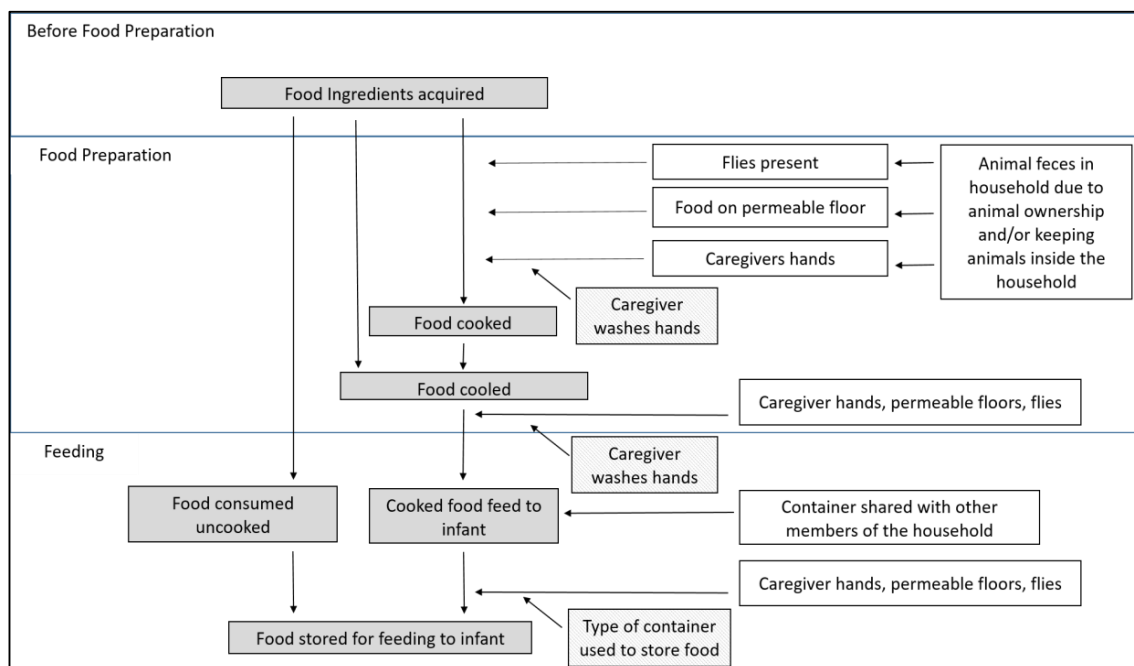 Before Food Preparation
Food Ingredients acquired
Food Preparation
Flies present
Food on permeable floor
Caregivers hands
Animal feces in
household due to
animal ownership
and/or keeping
animals inside the
household
Caregiver
washes hands
Food cooked
Food cooled
Caregiver hands, permeable floors, flies
Feeding
Caregiver
washes hands
Food consumed
uncooked
Cooked food feed to
infant
Container shared with other
members of the household
Caregiver hands, permeable floors, flies
Type of container
used to store food
Food stored for feeding to infant